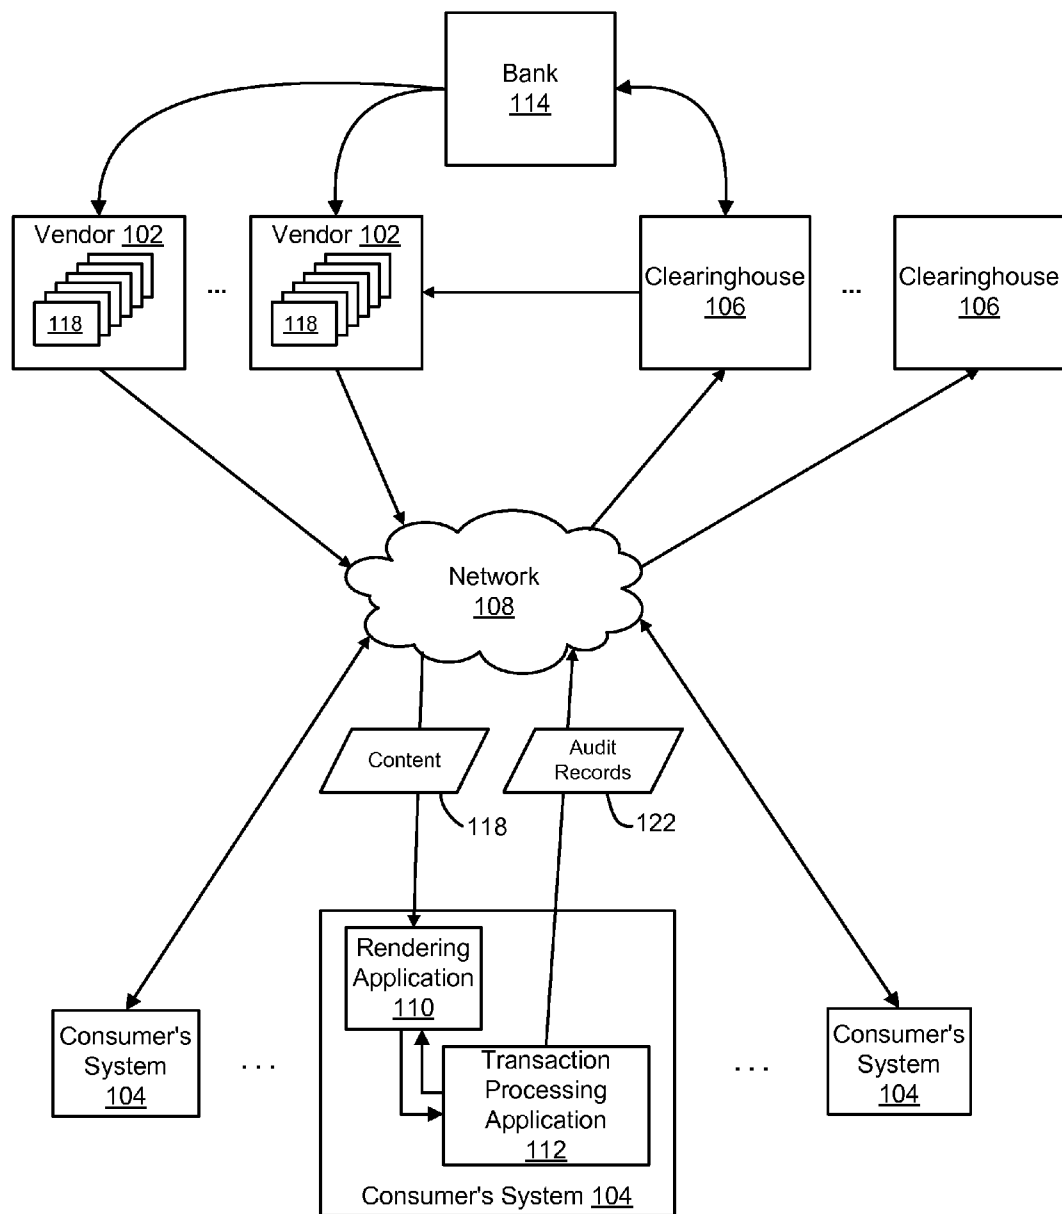 Bank
114
Vendor 102
118
...
Vendor 102
118
Clearinghouse
106
...
Clearinghouse
106
Network
108
Content
118
Audit
Records
122
Rendering
Application
110
Transaction
Processing
Application
112
Consumer's System 104
Consumer's
System
104
. . .
. . .
Consumer's
System
104